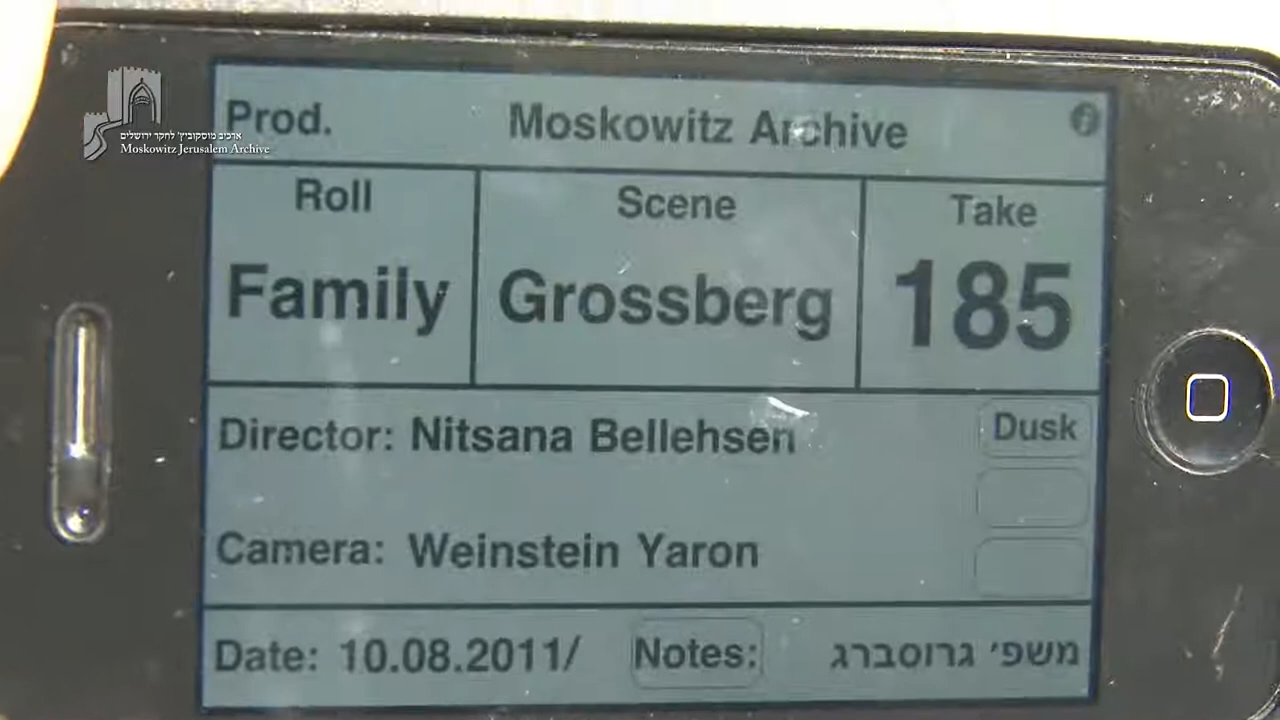 ארכיב מוסקוביץ' לחקר ירושלים
Moskowitz Jerusalem Archive
Prod. Moskowitz Archive
Roll Scene Take
Family Grossberg 185
Director: Nitsana Bellehsen Dusk
Camera: Weinstein Yaron
Date: 10.08.2011/ Notes: משפ' גרוסברג